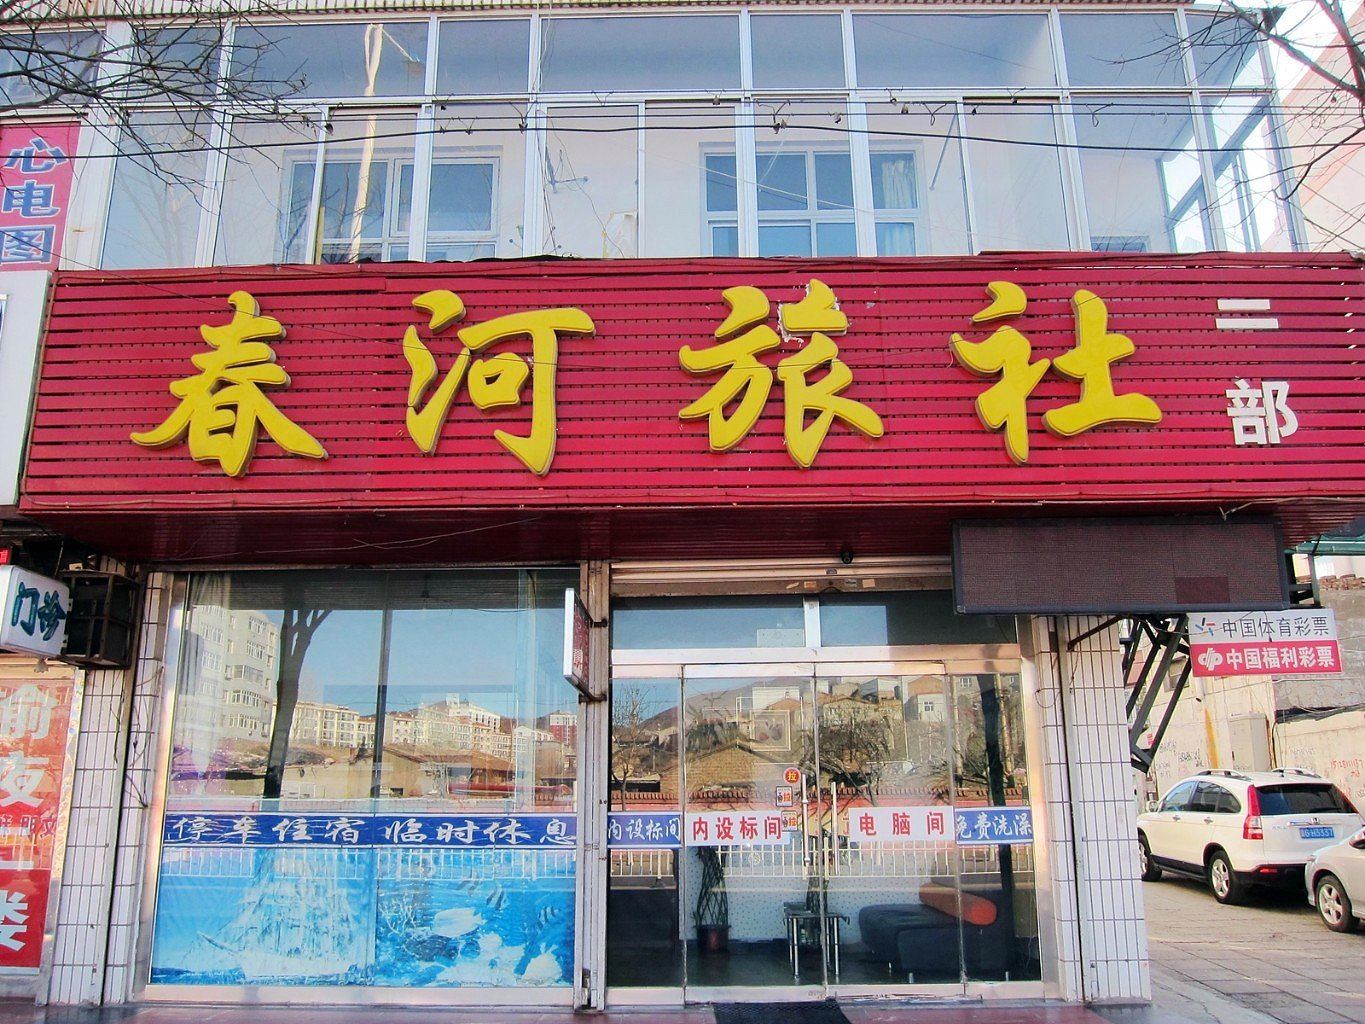 心电图
春河旅社
二部
门诊
中国体育彩票
中国福利彩票
停车住宿 临时休息
内设标间
内设标间
电脑间
免费洗澡
拉
楼